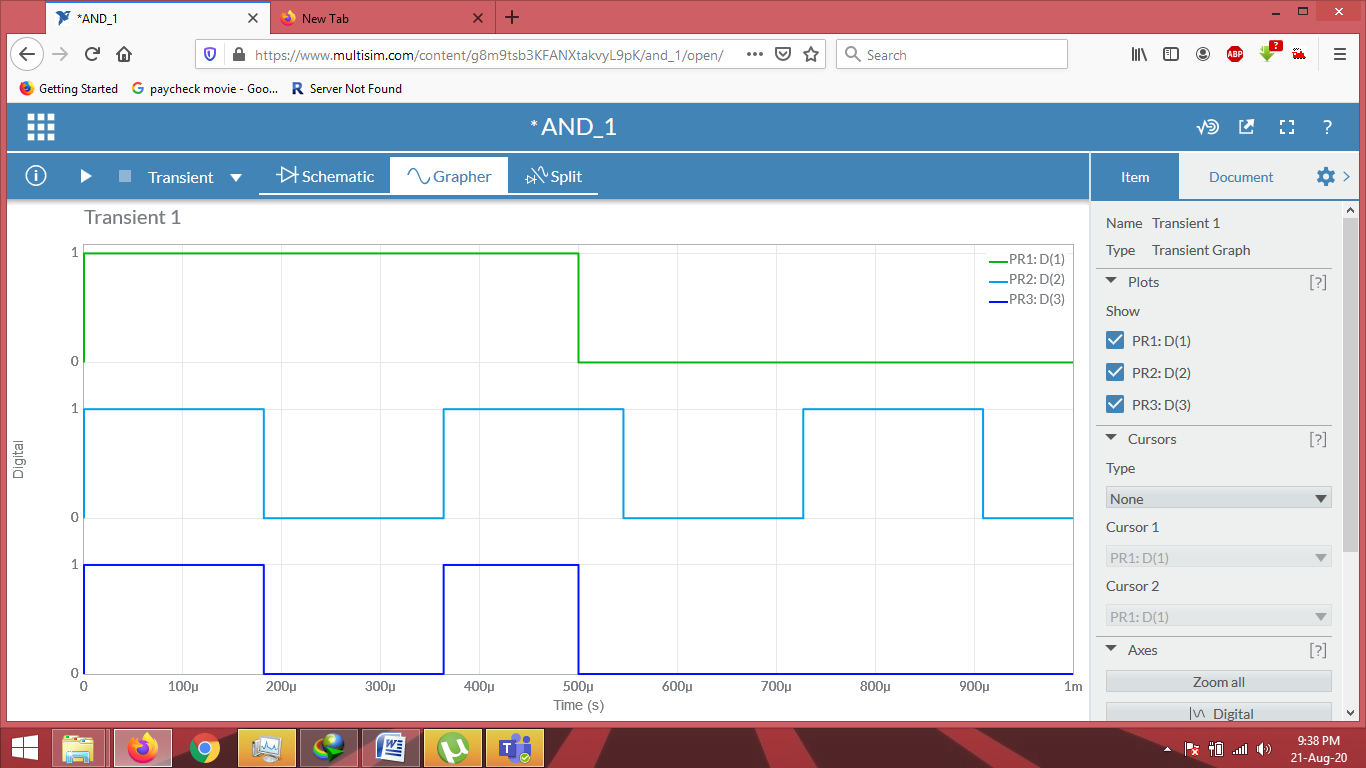 *AND_1
New Tab
https://www.multisim.com/content/g8m9tsb3KFANXtakvyL9pK/and_1/open/
Search
ABP
?
Getting Started
G paycheck movie - Goo...
R Server Not Found
* AND_1
?
Transient
Schematic
Grapher
Split
Item
Document
Transient 1
Name Transient 1
Type Transient Graph
Plots [?]
Show
PR1: D(1)
PR2: D(2)
PR3: D(3)
Cursors [?]
Type
None
Cursor 1
PR1: D(1)
Cursor 2
PR1: D(1)
Axes [?]
Zoom all
Digital
PR1: D(1)
PR2: D(2)
PR3: D(3)
1
0
1
0
1
0
Digital
0 100μ 200μ 300μ 400μ 500μ 600μ 700μ 800μ 900μ 1m
Time (s)
9:38 PM
21-Aug-20